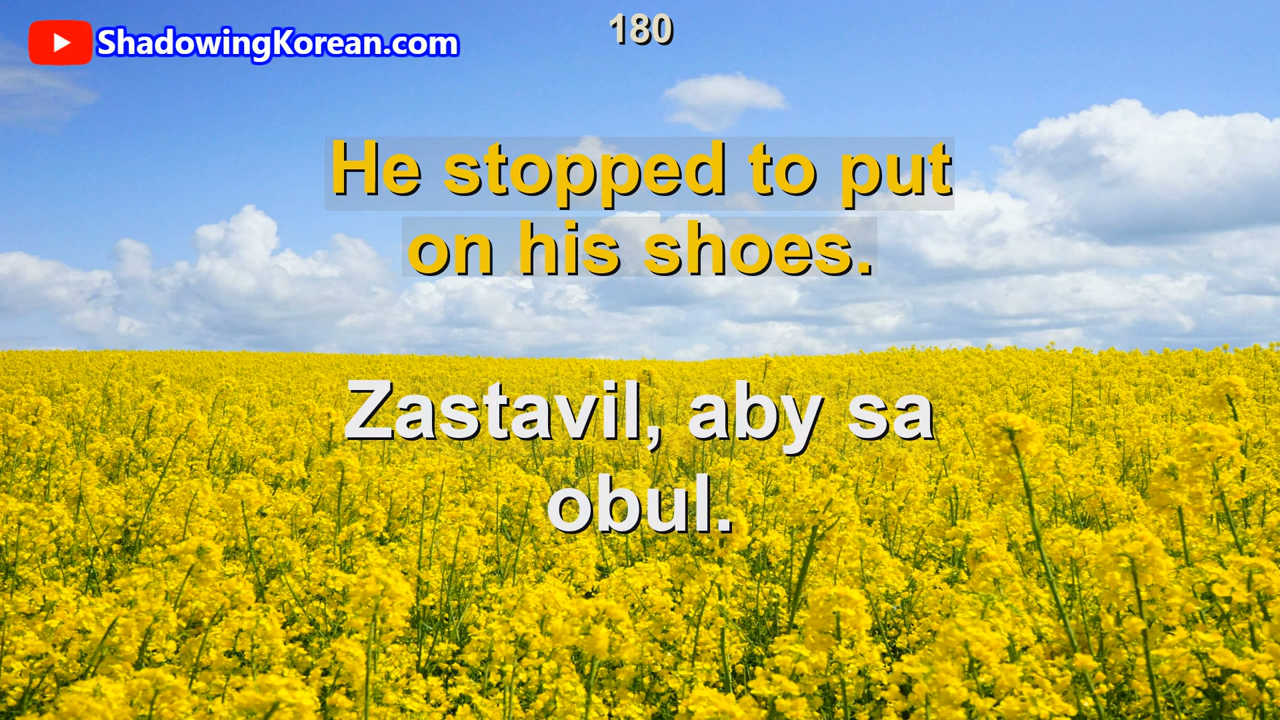 ShadowingKorean.com
180
He stopped to put
on his shoes.
Zastavil, aby sa
obul.